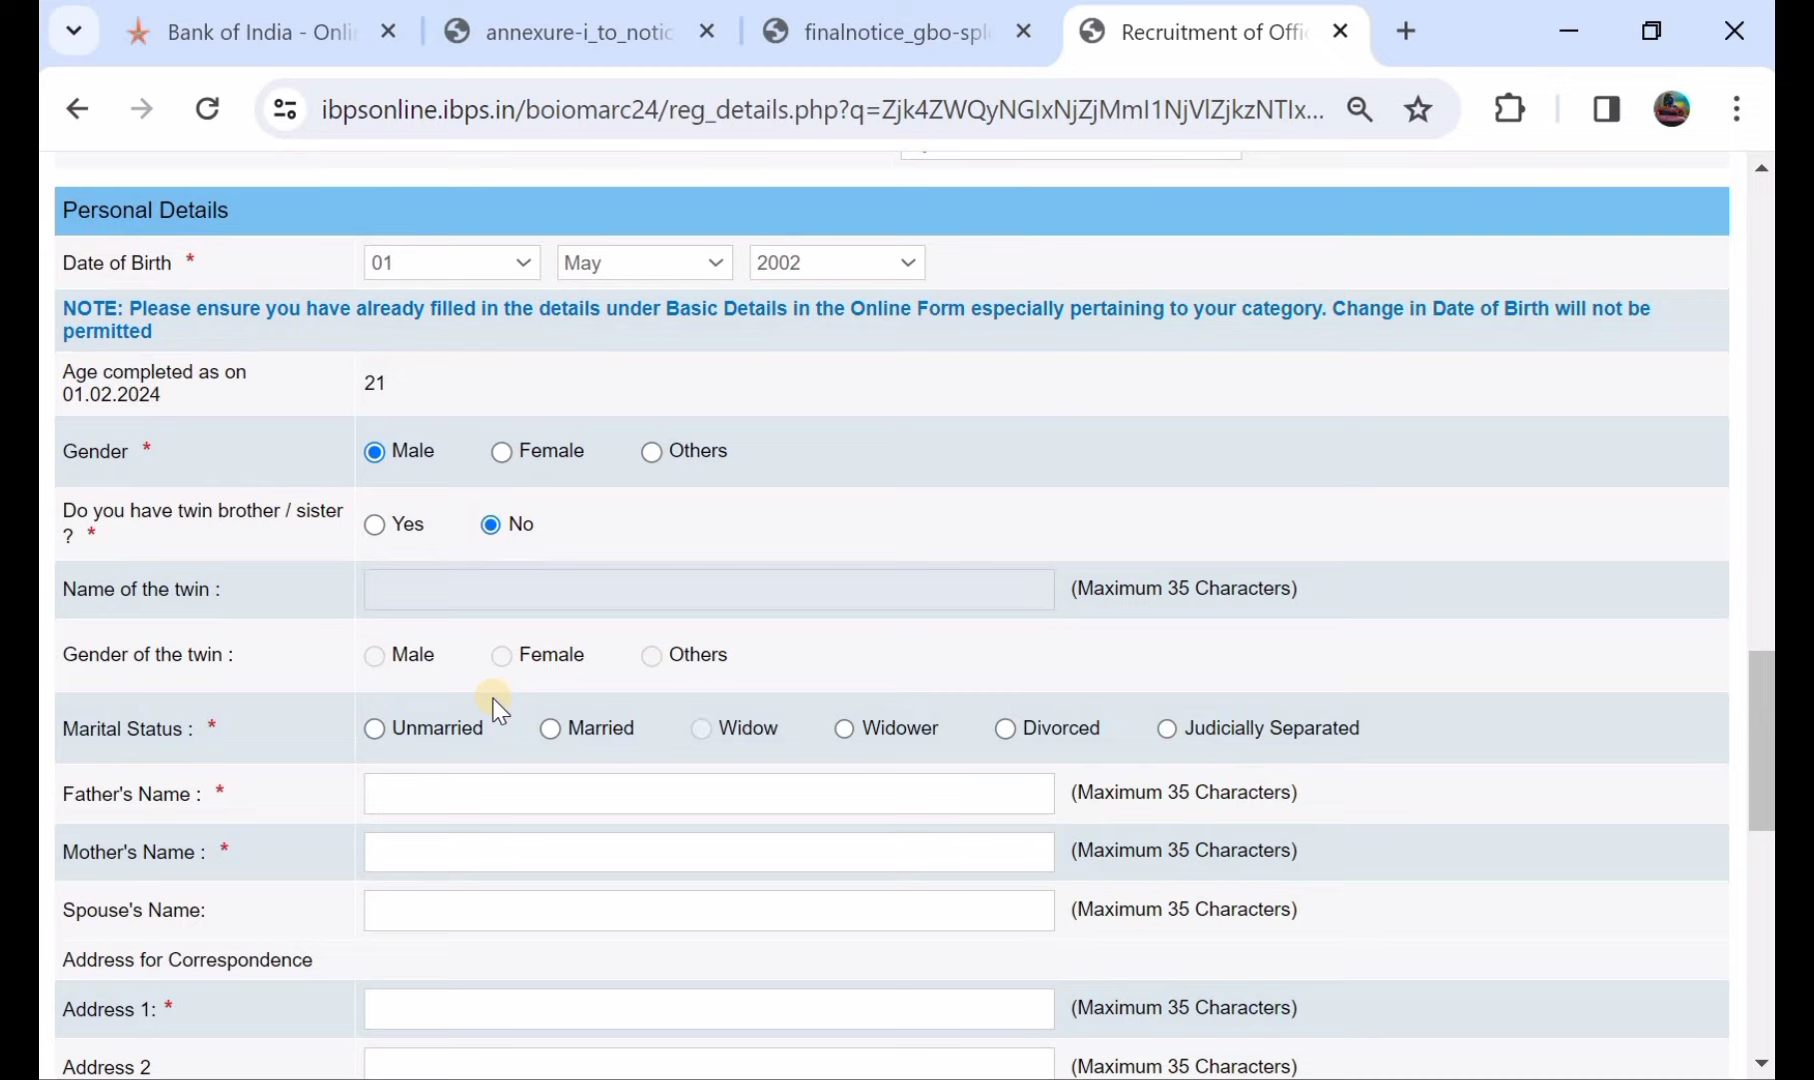 Bank of India - Onli
annexure-i_to_notic
finalnotice_gbo-spl
Recruitment of Offi
ibpsonline.ibps.in/boiomarc24/reg_details.php?q=Zjk4ZWQyNGIxNjZjMmI1NjVlZjkzNTIx...
Personal Details
Date of Birth * 01 May 2002
NOTE: Please ensure you have already filled in the details under Basic Details in the Online Form especially pertaining to your category. Change in Date of Birth will not be
permitted
Age completed as on
01.02.2024
21
Gender * Male Female Others
Do you have twin brother / sister
? *
Yes No
Name of the twin : (Maximum 35 Characters)
Gender of the twin : Male Female Others
Marital Status : * Unmarried Married Widow Widower Divorced Judicially Separated
Father's Name : * (Maximum 35 Characters)
Mother's Name : * (Maximum 35 Characters)
Spouse's Name: (Maximum 35 Characters)
Address for Correspondence
Address 1: * (Maximum 35 Characters)
Address 2 (Maximum 35 Characters)